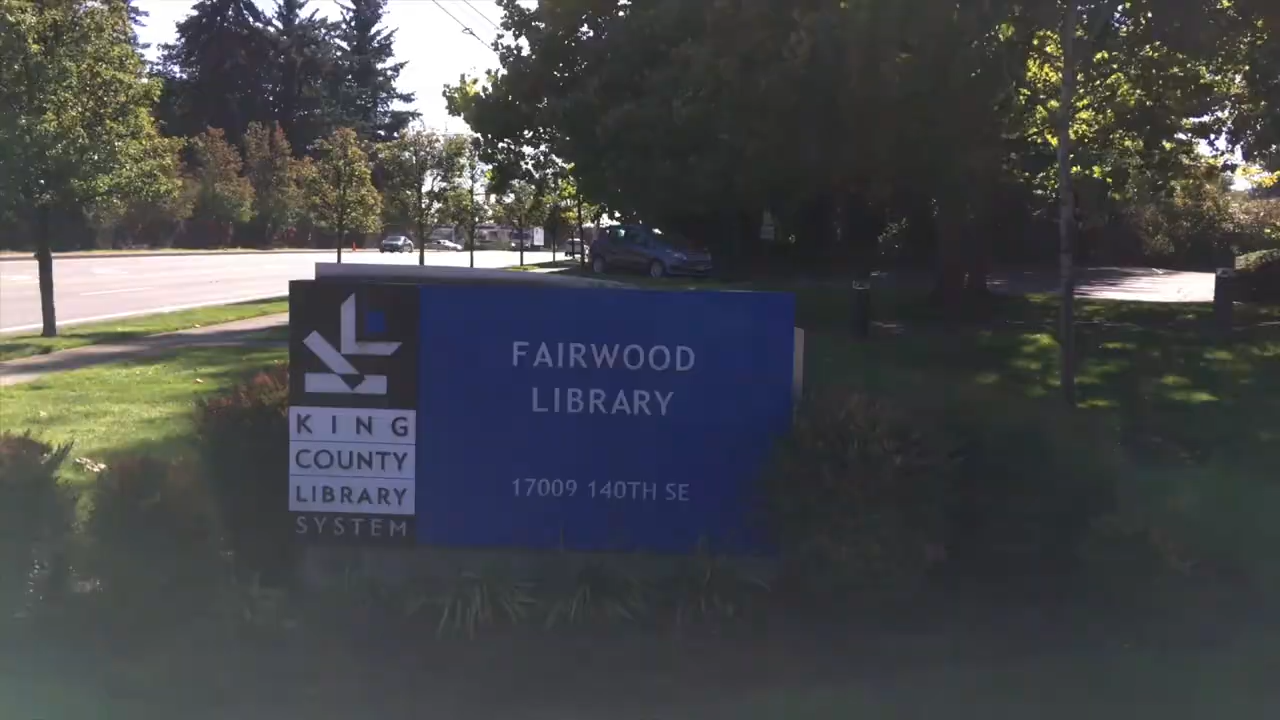 KING
COUNTY
LIBRARY
SYSTEM
FAIRWOOD
LIBRARY
17009 140TH SE